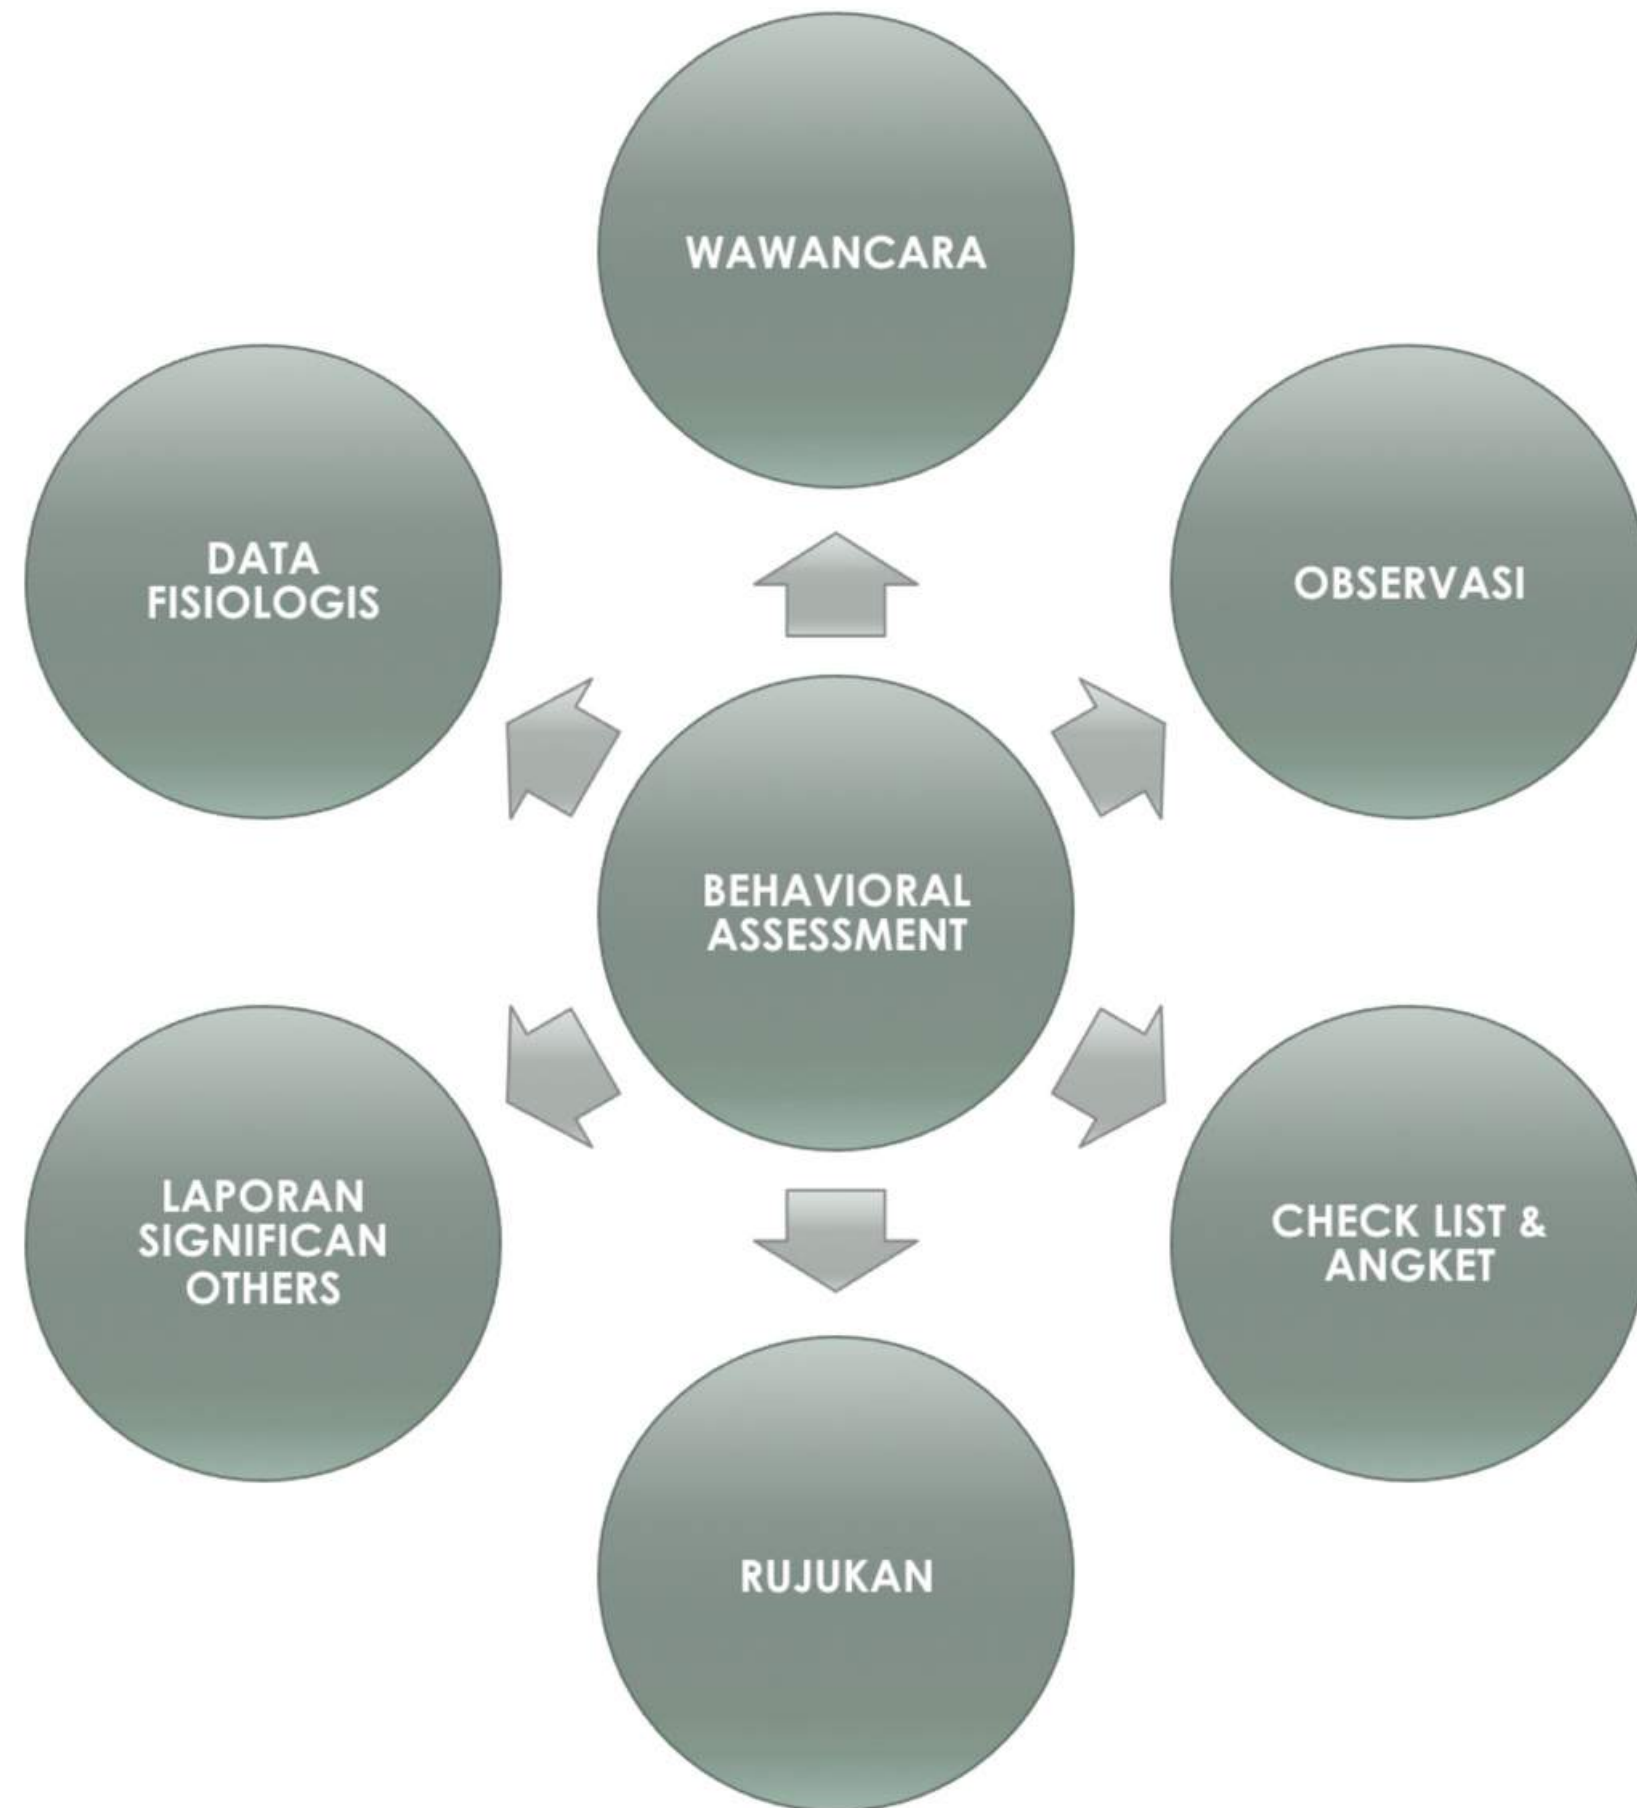 WAWANCARA
DATA
FISIOLOGIS
OBSERVASI
BEHAVIORAL
ASSESSMENT
LAPORAN
SIGNIFICAN
OTHERS
CHECK LIST &
ANGKET
RUJUKAN